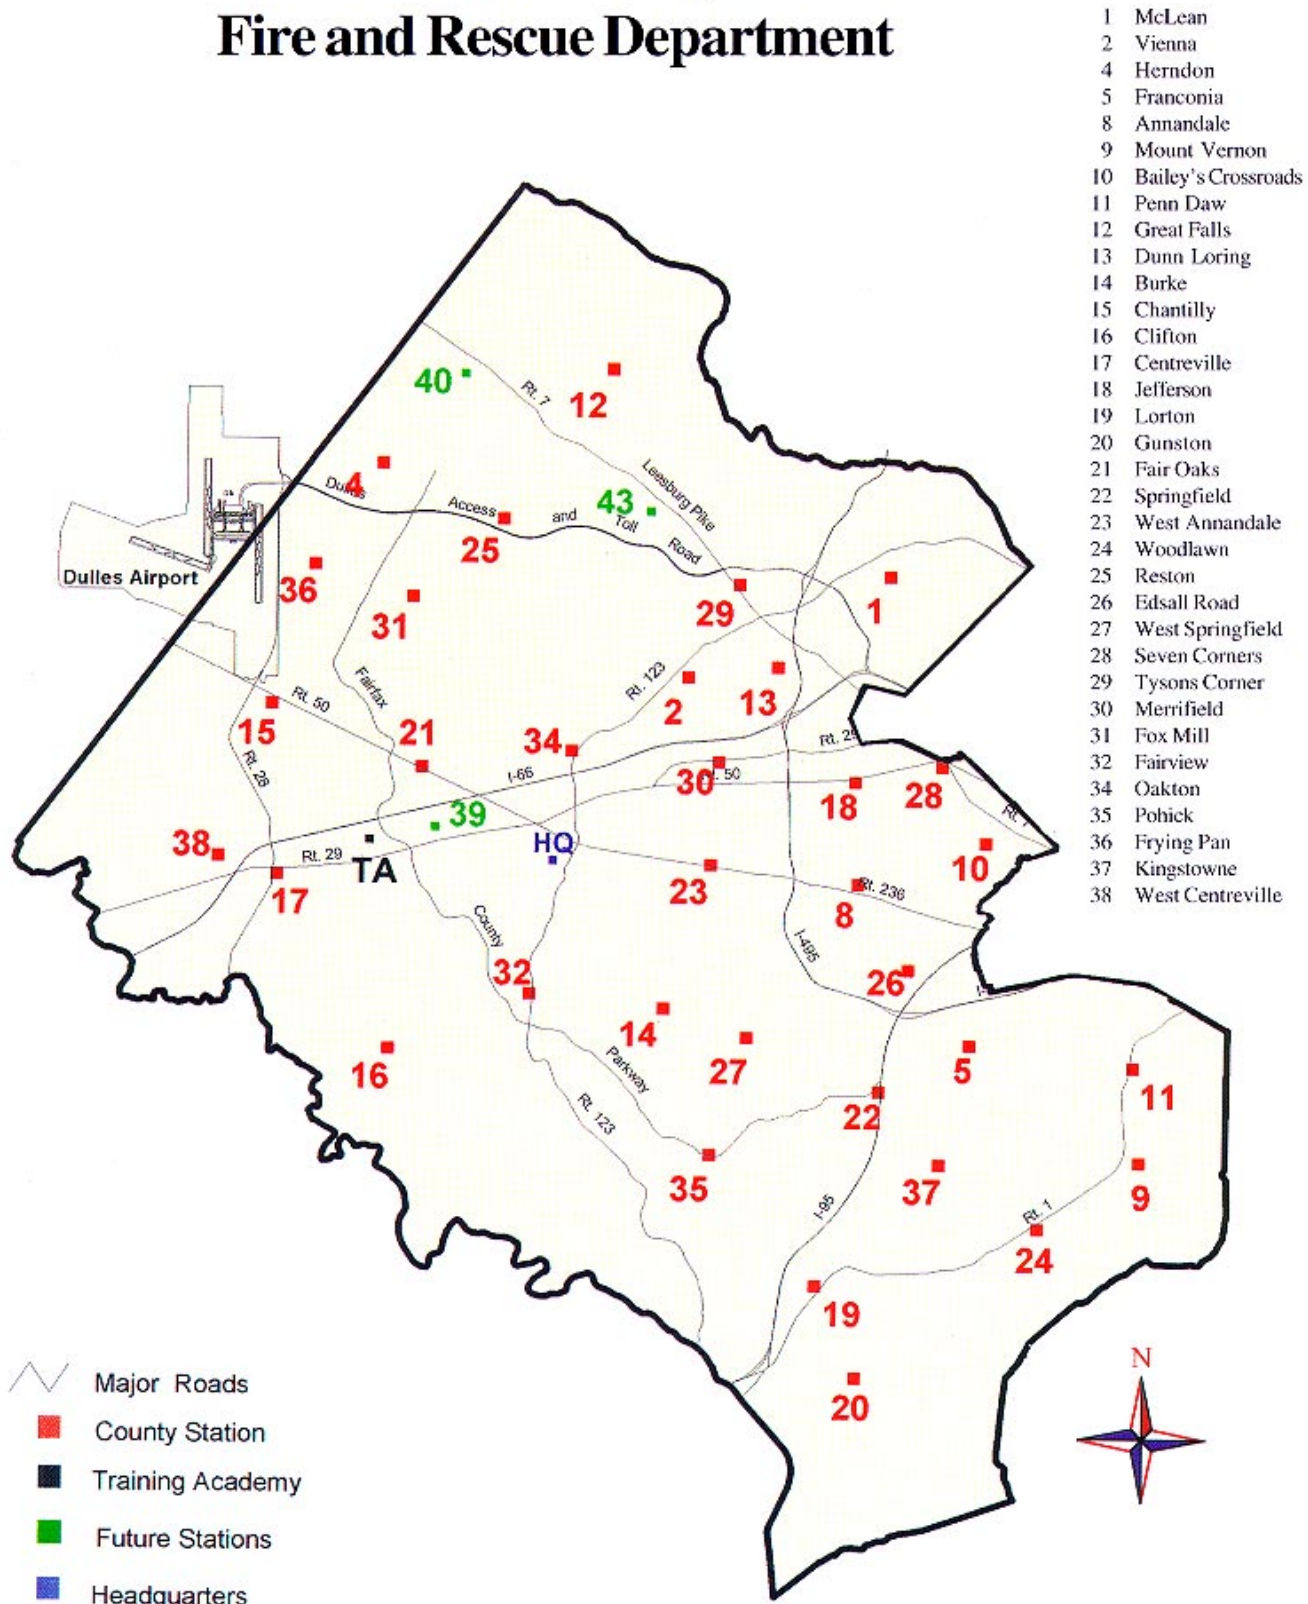 Fire and Rescue Department
1 McLean
2 Vienna
4 Herndon
5 Franconia
8 Annandale
9 Mount Vernon
10 Bailey's Crossroads
11 Penn Daw
12 Great Falls
13 Dunn Loring
14 Burke
15 Chantilly
16 Clifton
17 Centreville
18 Jefferson
19 Lorton
20 Gunston
21 Fair Oaks
22 Springfield
23 West Annandale
24 Woodlawn
25 Reston
26 Edsall Road
27 West Springfield
28 Seven Corners
29 Tysons Corner
30 Merrifield
31 Fox Mill
32 Fairview
34 Oakton
35 Pohick
36 Frying Pan
37 Kingstowne
38 West Centreville
40
Rt. 7
12
4
Dulles Access and Toll Road
Leesburg Pike
43
25
Dulles Airport
36
31
29
1
Rt. 123
2
13
Fairfax
Rt. 50
15
21
34
Rt. 28
I-66
30
18
28
39
38
Rt. 29
TA
HQ
17
23
Rt. 236
8
10
County
I-495
32
26
14
27
5
16
Parkway
Rt. 123
22
11
35
37
9
I-95
Rt. 1
24
19
20
N
Major Roads
County Station
Training Academy
Future Stations
Headquarters